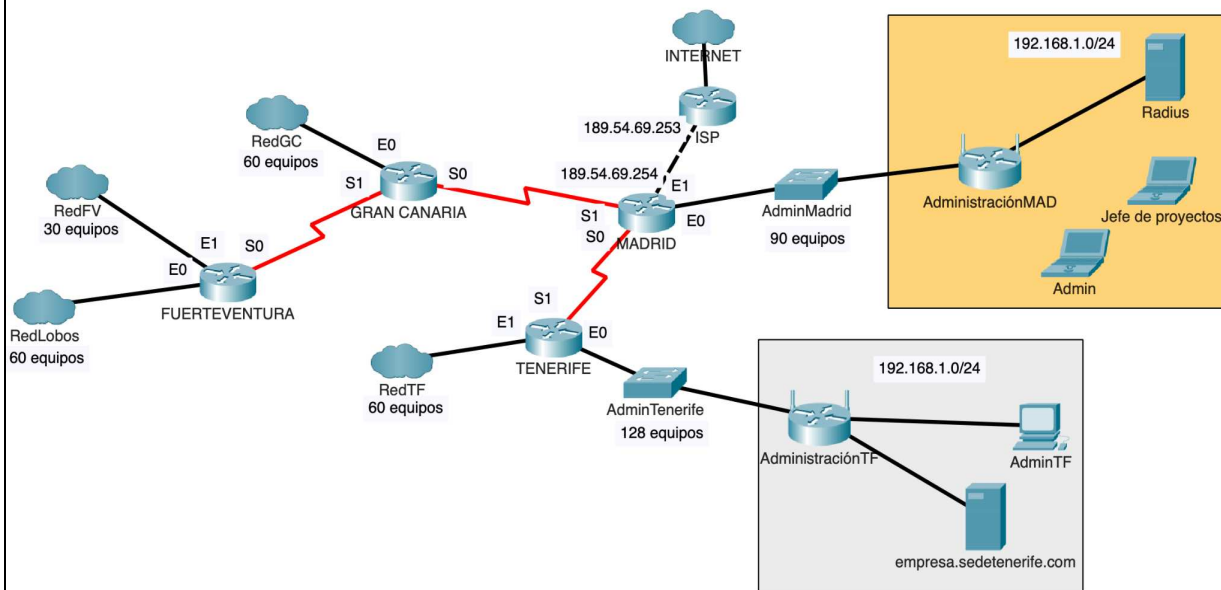 INTERNET
192.168.1.0/24
Radius
189.54.69.253
ISP
RedGC
60 equipos
E0
S1
S0
GRAN CANARIA
189.54.69.254
E1
S1
E0
S0
MADRID
AdminMadrid
90 equipos
AdministraciónMAD
Jefe de proyectos
Admin
RedFV
30 equipos
E1
S0
E0
FUERTEVENTURA
RedLobos
60 equipos
S1
E1
E0
TENERIFE
RedTF
60 equipos
AdminTenerife
128 equipos
192.168.1.0/24
AdministraciónTF
AdminTF
empresa.sedetenerife.com